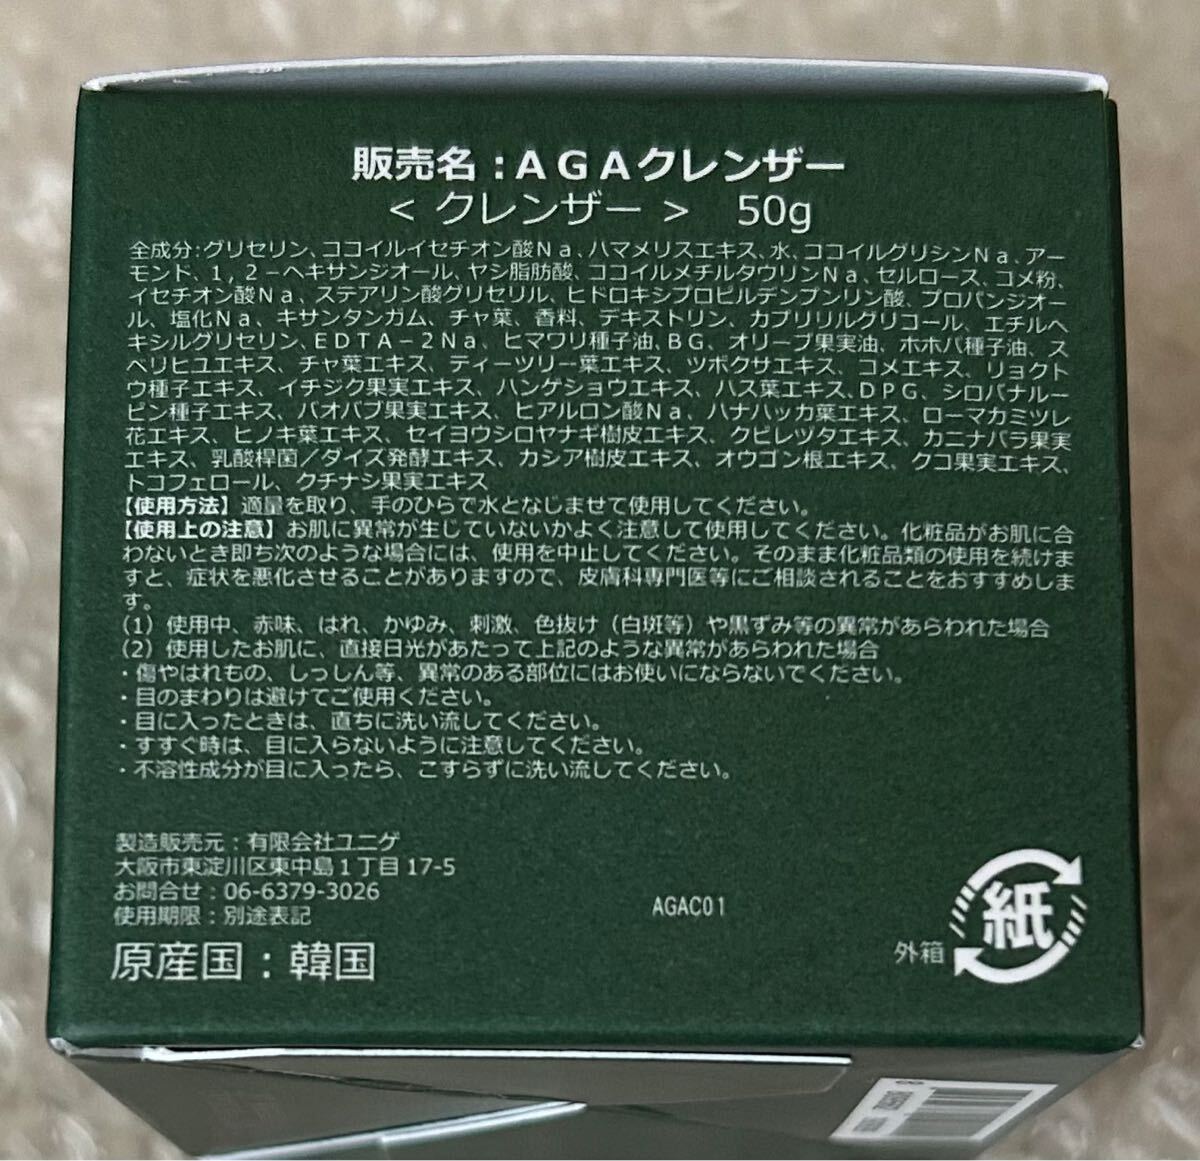 販売名：ＡＧＡクレンザー
＜ クレンザー ＞　50g
全成分：グリセリン、ココイルイセチオン酸Ｎａ、ハマメリスエキス、水、ココイルグリシンＮａ、アー
モンド、１，２－ヘキサンジオール、ヤシ脂肪酸、ココイルメチルタウリンＮａ、セルロース、コメ粉、
イセチオン酸Ｎａ、ステアリン酸グリセリル、ヒドロキシプロピルデンプンリン酸、プロパンジオー
ル、塩化Ｎａ、キサンタンガム、チャ葉、香料、デキストリン、カプリリルグリコール、エチルヘ
キシルグリセリン、ＥＤＴＡ－２Ｎａ、ヒマワリ種子油、ＢＧ、オリーブ果実油、ホホバ種子油、ス
ベリヒユエキス、チャ葉エキス、ティーツリー葉エキス、ツボクサエキス、コメエキス、リョクト
ウ種子エキス、イチジク果実エキス、ハンゲショウエキス、ハス葉エキス、ＤＰＧ、シロバナルー
ピン種子エキス、バオバブ果実エキス、ヒアルロン酸Ｎａ、ハナハッカ葉エキス、ローマカミツレ
花エキス、ヒノキ葉エキス、セイヨウシロヤナギ樹皮エキス、クビレヅタエキス、カニナバラ果実
エキス、乳酸桿菌／ダイズ発酵エキス、カシア樹皮エキス、オウゴン根エキス、クコ果実エキス、
トコフェロール、クチナシ果実エキス
【使用方法】適量を取り、手のひらで水となじませて使用してください。
【使用上の注意】お肌に異常が生じていないかよく注意して使用してください。化粧品がお肌に合
わないとき即ち次のような場合には、使用を中止してください。そのまま化粧品類の使用を続けま
すと、症状を悪化させることがありますので、皮膚科専門医等にご相談されることをおすすめしま
す。
（1）使用中、赤味、はれ、かゆみ、刺激、色抜け（白斑等）や黒ずみ等の異常があらわれた場合
（2）使用したお肌に、直接日光があたって上記のような異常があらわれた場合
・傷やはれもの、しっしん等、異常のある部位にはお使いにならないでください。
・目のまわりは避けてご使用ください。
・目に入ったときは、直ちに洗い流してください。
・すすぐ時は、目に入らないように注意してください。
・不溶性成分が目に入ったら、こすらずに洗い流してください。
製造販売元：有限会社ユニゲ
大阪市東淀川区東中島１丁目17-5
お問合せ：06-6379-3026
使用期限：別途表記
AGAC01
原産国：韓国
外箱 紙